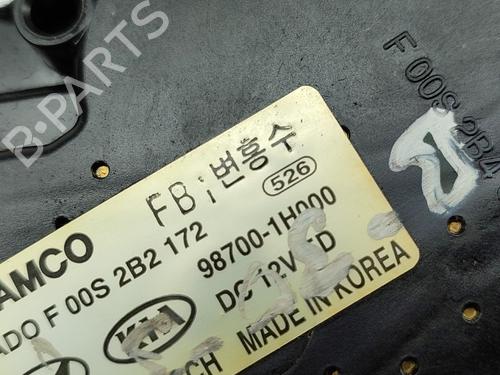 B-PARTS
F 00S 2B4
FB; 변흥수
526
AMCO
98700-1H000
ADO F 00S 2B2 172
DC 12V
KIA
MADE IN KOREA